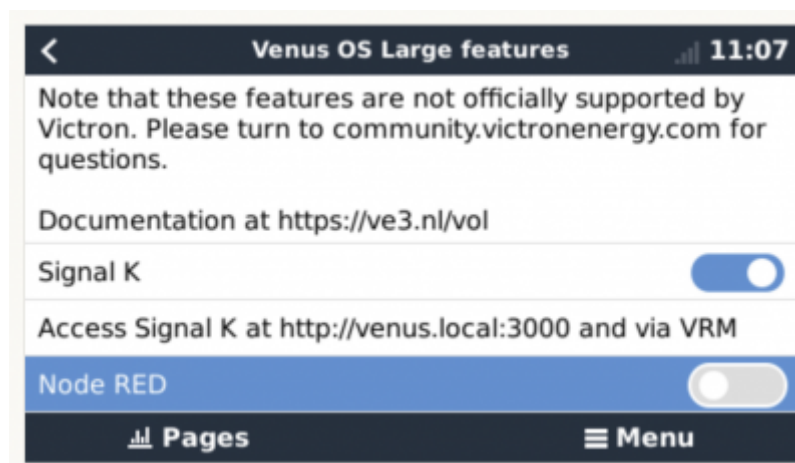 Venus OS Large features 11:07
Note that these features are not officially supported by
Victron. Please turn to community.victronenergy.com for
questions.
Documentation at https://ve3.nl/vol
Signal K
Access Signal K at http://venus.local:3000 and via VRM
Node RED
Pages Menu